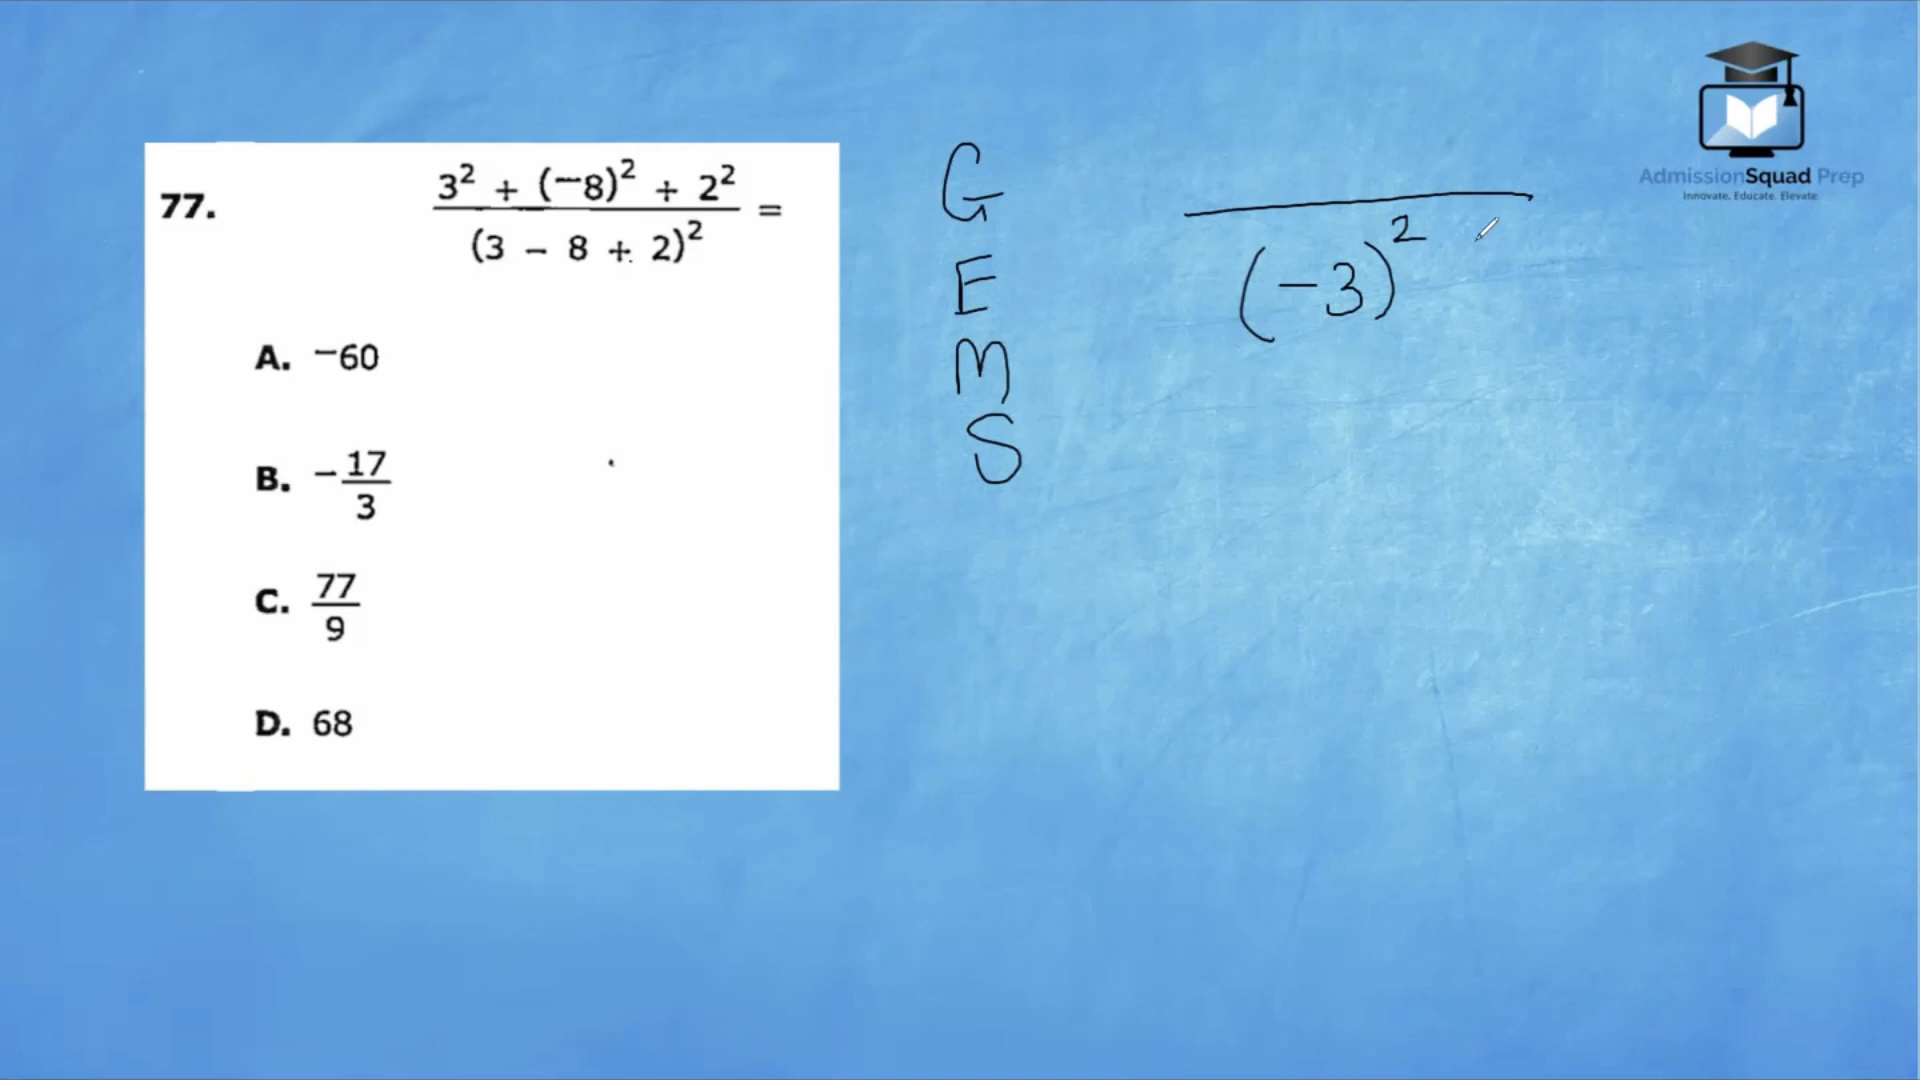 77. 3² + (⁻8)² + 2² / (3 − 8 + 2)² =
A. ⁻60
B. −17/3
C. 77/9
D. 68
G
E
M
S
(−3)²
AdmissionSquad Prep
Innovate. Educate. Elevate.